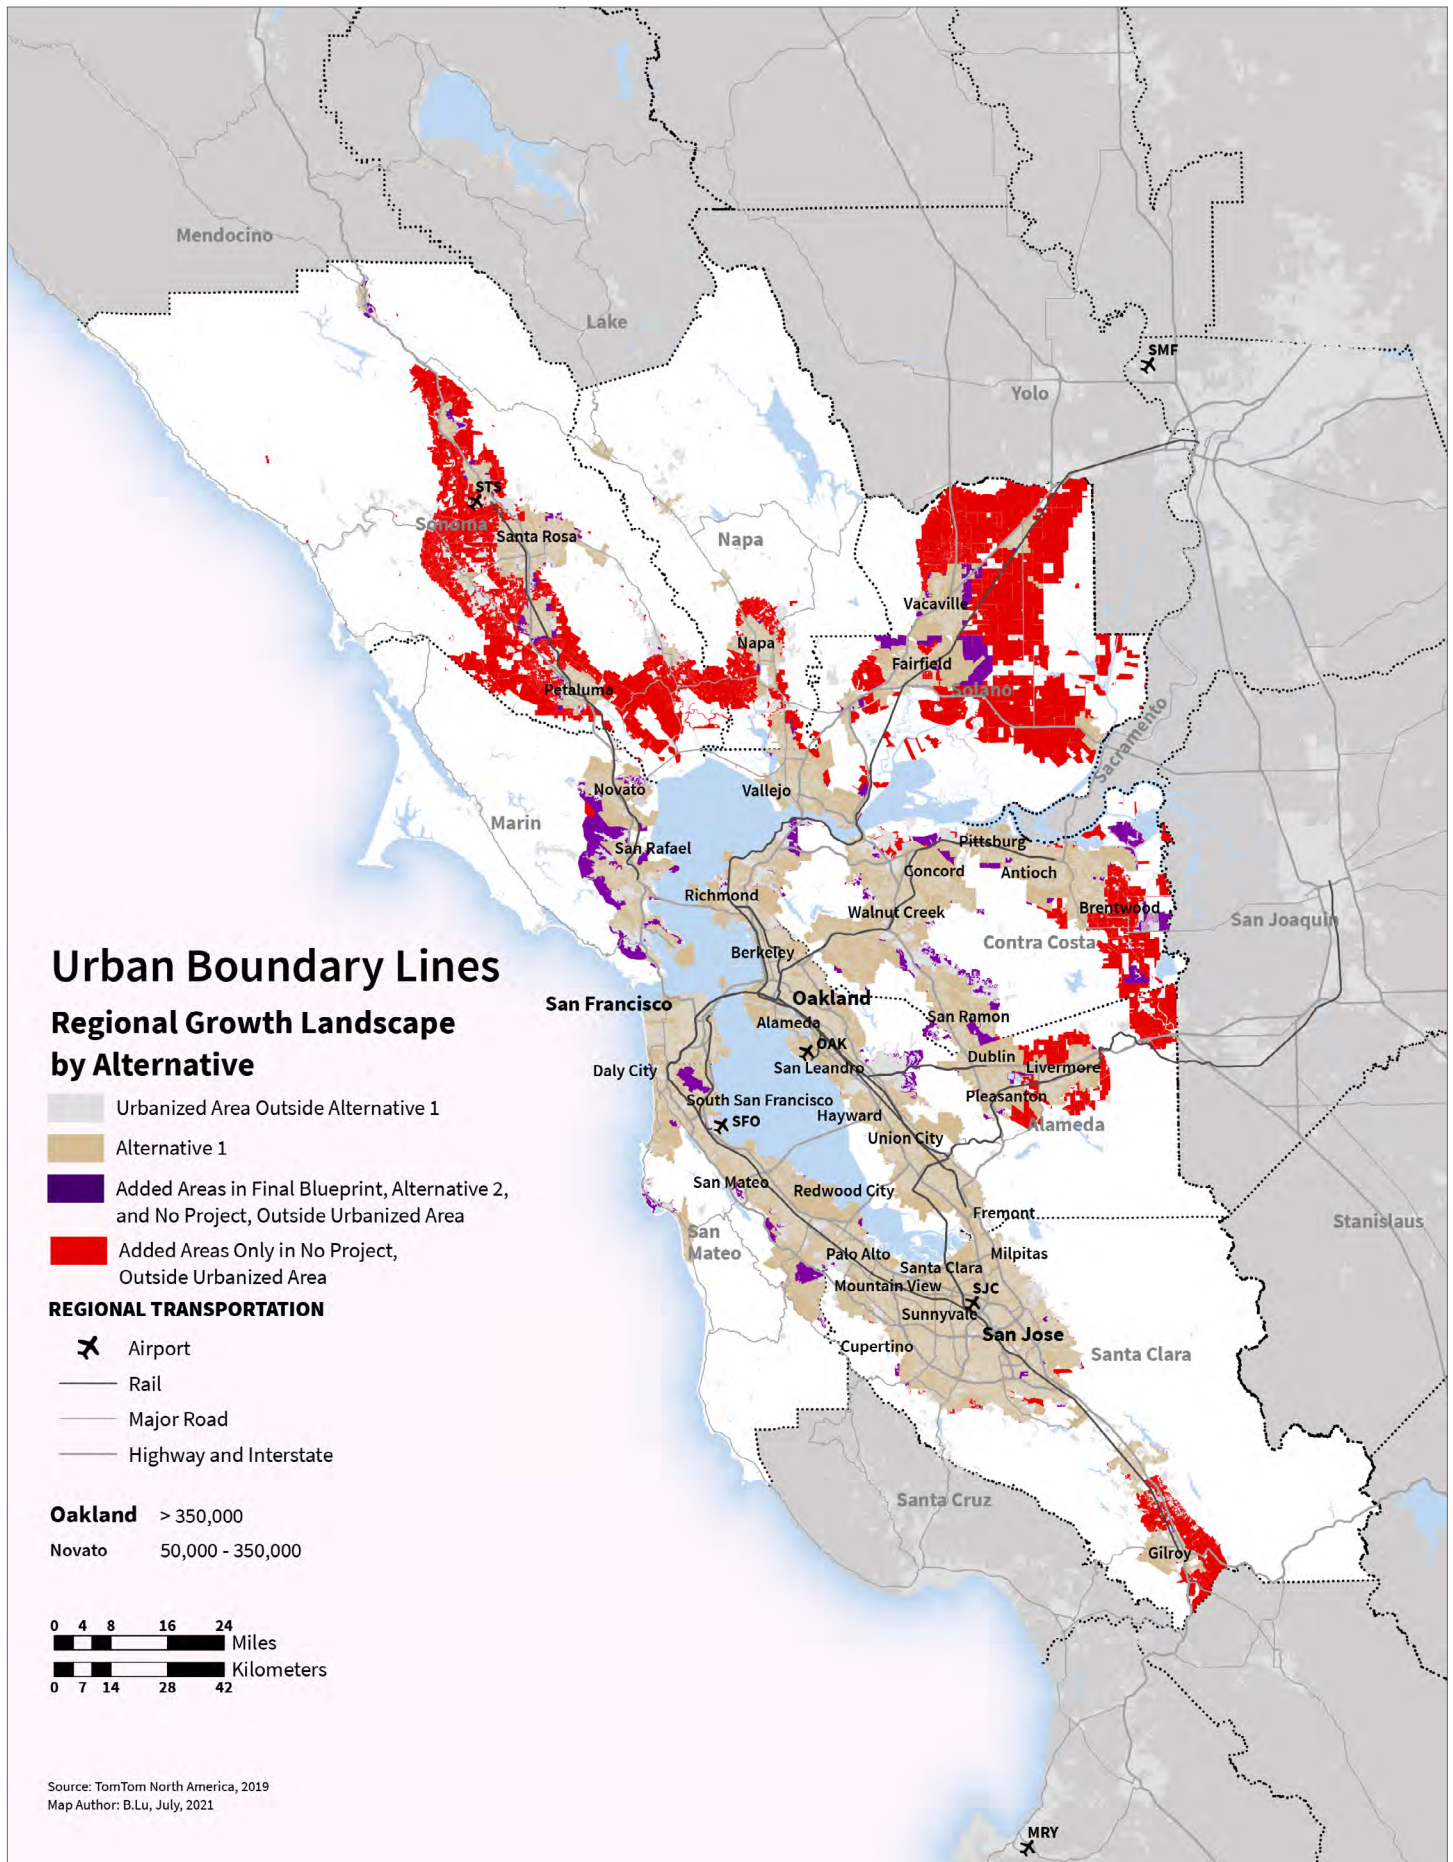 Mendocino
Lake
SMF
Yolo
STS
Sonoma
Santa Rosa
Napa
Vacaville
Napa
Fairfield
Solano
Petaluma
Sacramento
Novato
Vallejo
Marin
San Rafael
Pittsburg
Concord
Antioch
Richmond
Walnut Creek
Brentwood
San Joaquin
Contra Costa
Berkeley
San Francisco
Oakland
San Ramon
Alameda
OAK
Dublin
Daly City
San Leandro
Livermore
South San Francisco
Pleasanton
SFO
Hayward
Alameda
Union City
San Mateo
Redwood City
Fremont
Stanislaus
San
Mateo
Palo Alto
Milpitas
Santa Clara
Mountain View
SJC
Sunnyvale
San Jose
Cupertino
Santa Clara
Santa Cruz
Gilroy
MRY
Urban Boundary Lines
Regional Growth Landscape
by Alternative
Urbanized Area Outside Alternative 1
Alternative 1
Added Areas in Final Blueprint, Alternative 2,
and No Project, Outside Urbanized Area
Added Areas Only in No Project,
Outside Urbanized Area
REGIONAL TRANSPORTATION
Airport
Rail
Major Road
Highway and Interstate
Oakland > 350,000
Novato 50,000 - 350,000
0 4 8 16 24
Miles
Kilometers
0 7 14 28 42
Source: TomTom North America, 2019
Map Author: B.Lu, July, 2021